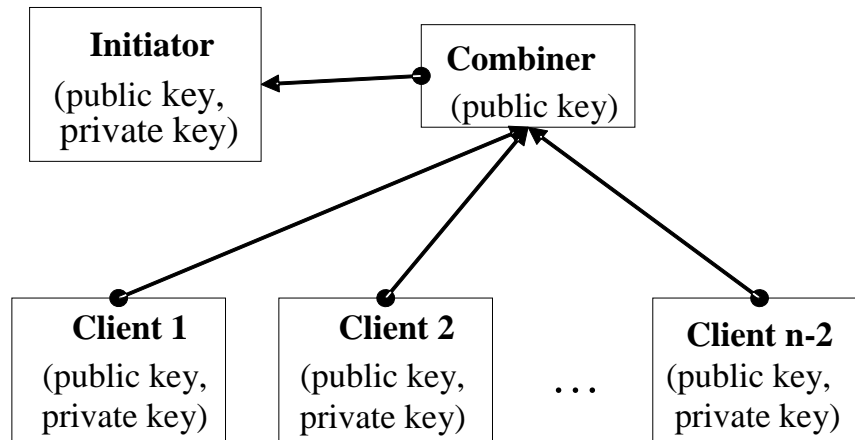 Initiator
(public key,
private key)
Combiner
(public key)
Client 1
(public key,
private key)
Client 2
(public key,
private key)
...
Client n-2
(public key,
private key)